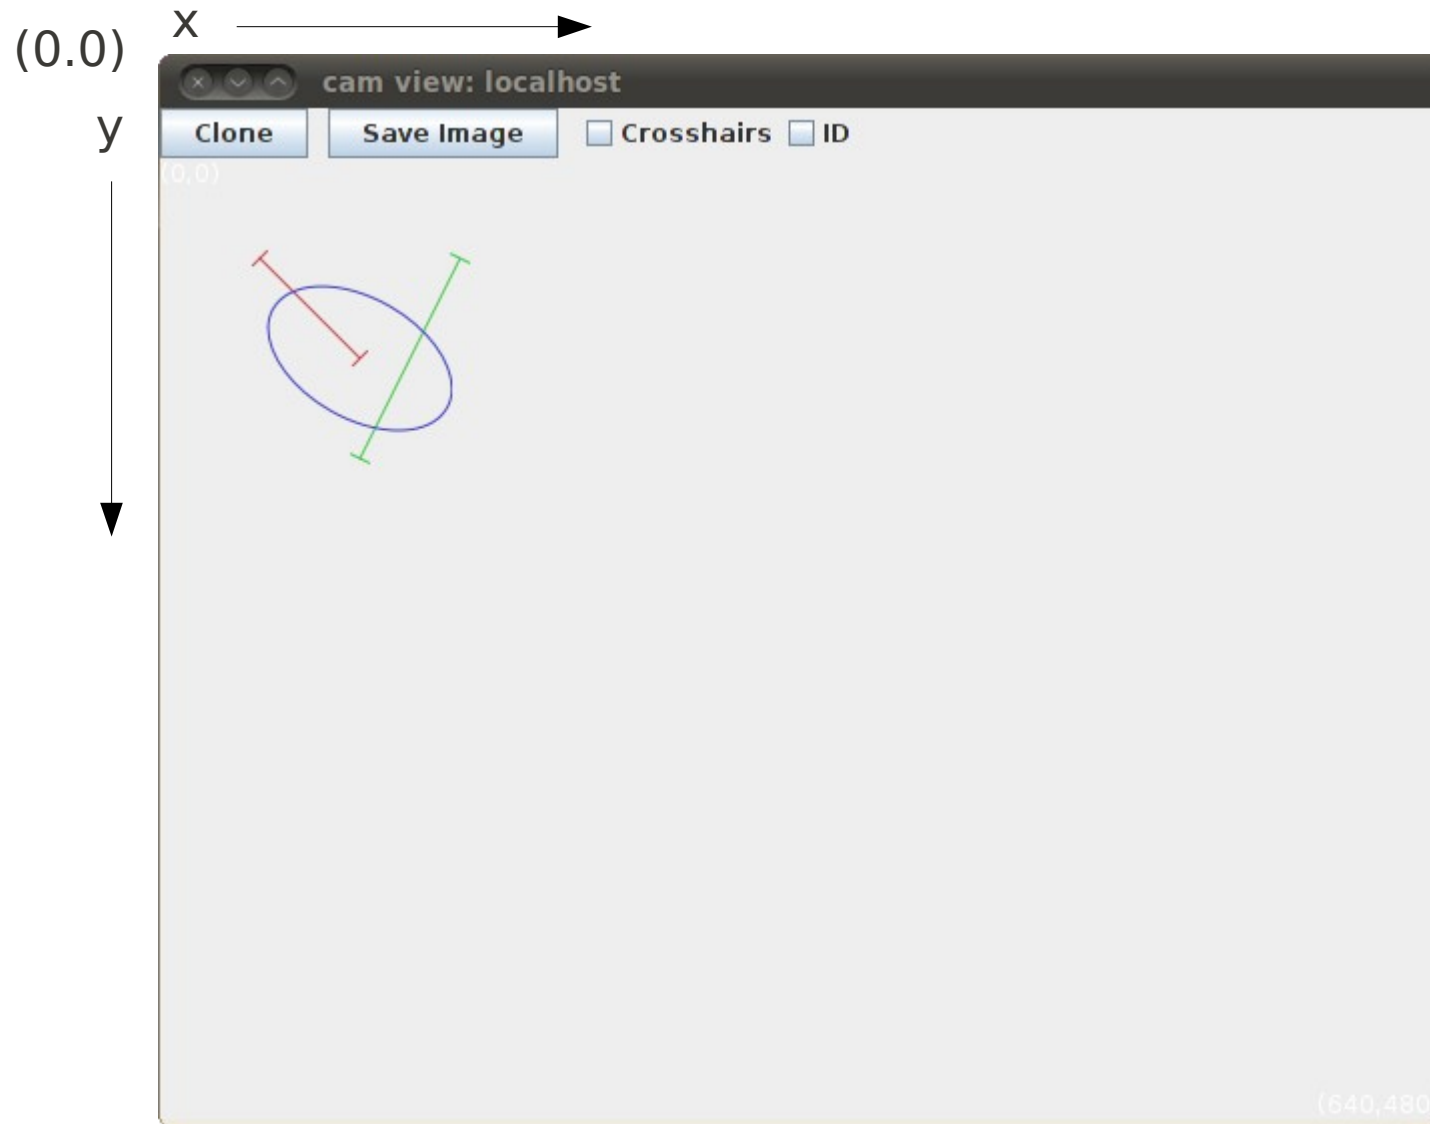 x
(0.0)
cam view: localhost
y
Clone Save Image Crosshairs ID
(0,0)
(640,480